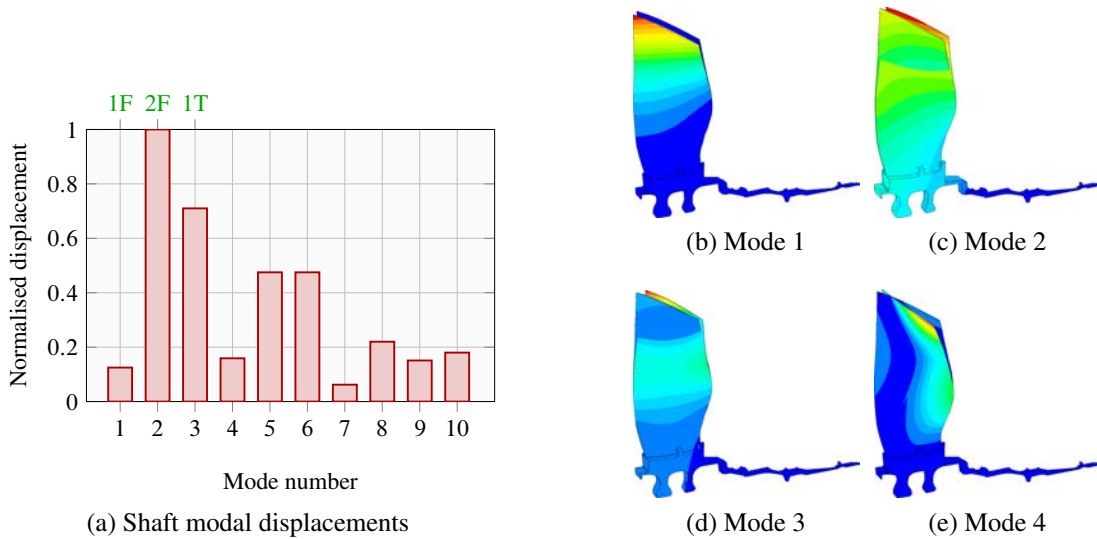 1F 2F 1T
1
0.8
0.6
0.4
0.2
0
Normalised displacement
1 2 3 4 5 6 7 8 9 10
Mode number
(a) Shaft modal displacements
(b) Mode 1
(c) Mode 2
(d) Mode 3
(e) Mode 4